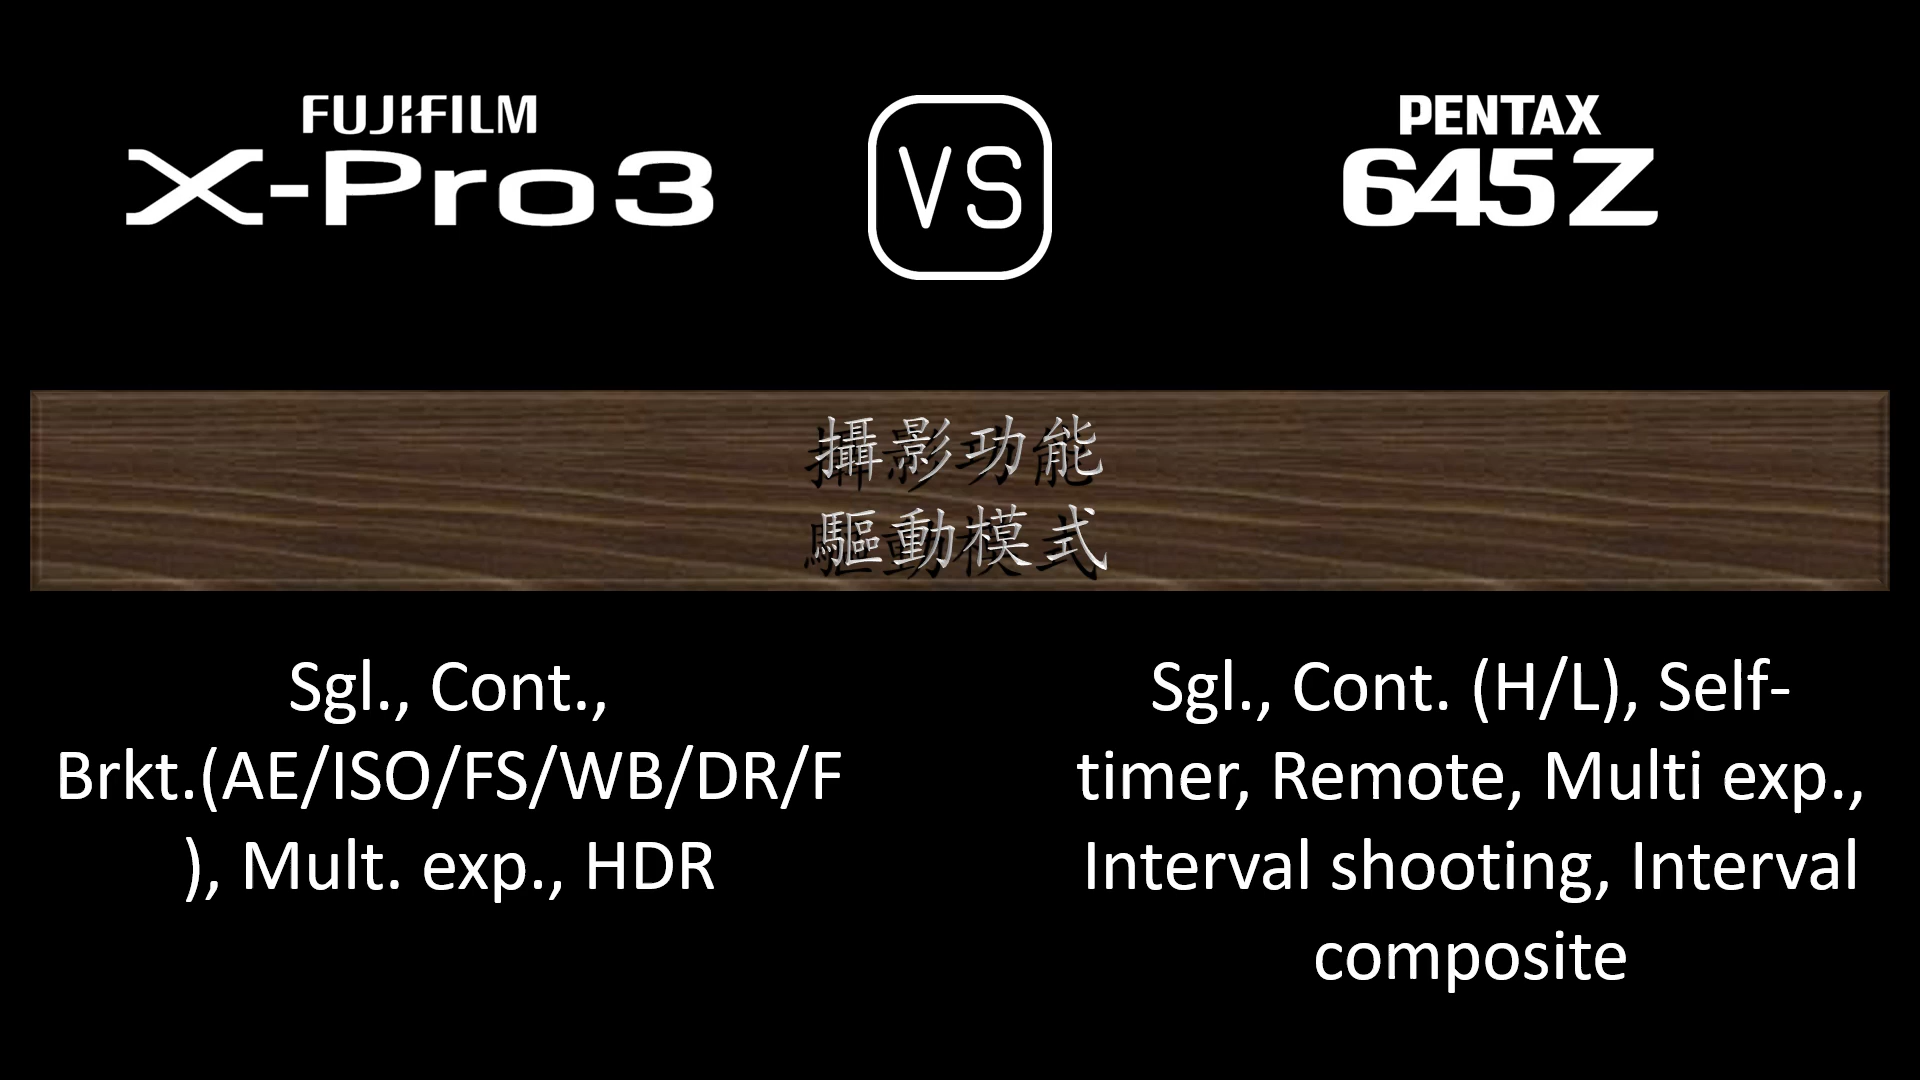 FUJIFILM
X-Pro3
VS
PENTAX
645Z
攝影功能
驅動模式
Sgl., Cont.,
Brkt.(AE/ISO/FS/WB/DR/F
), Mult. exp., HDR
Sgl., Cont. (H/L), Self-
timer, Remote, Multi exp.,
Interval shooting, Interval
composite